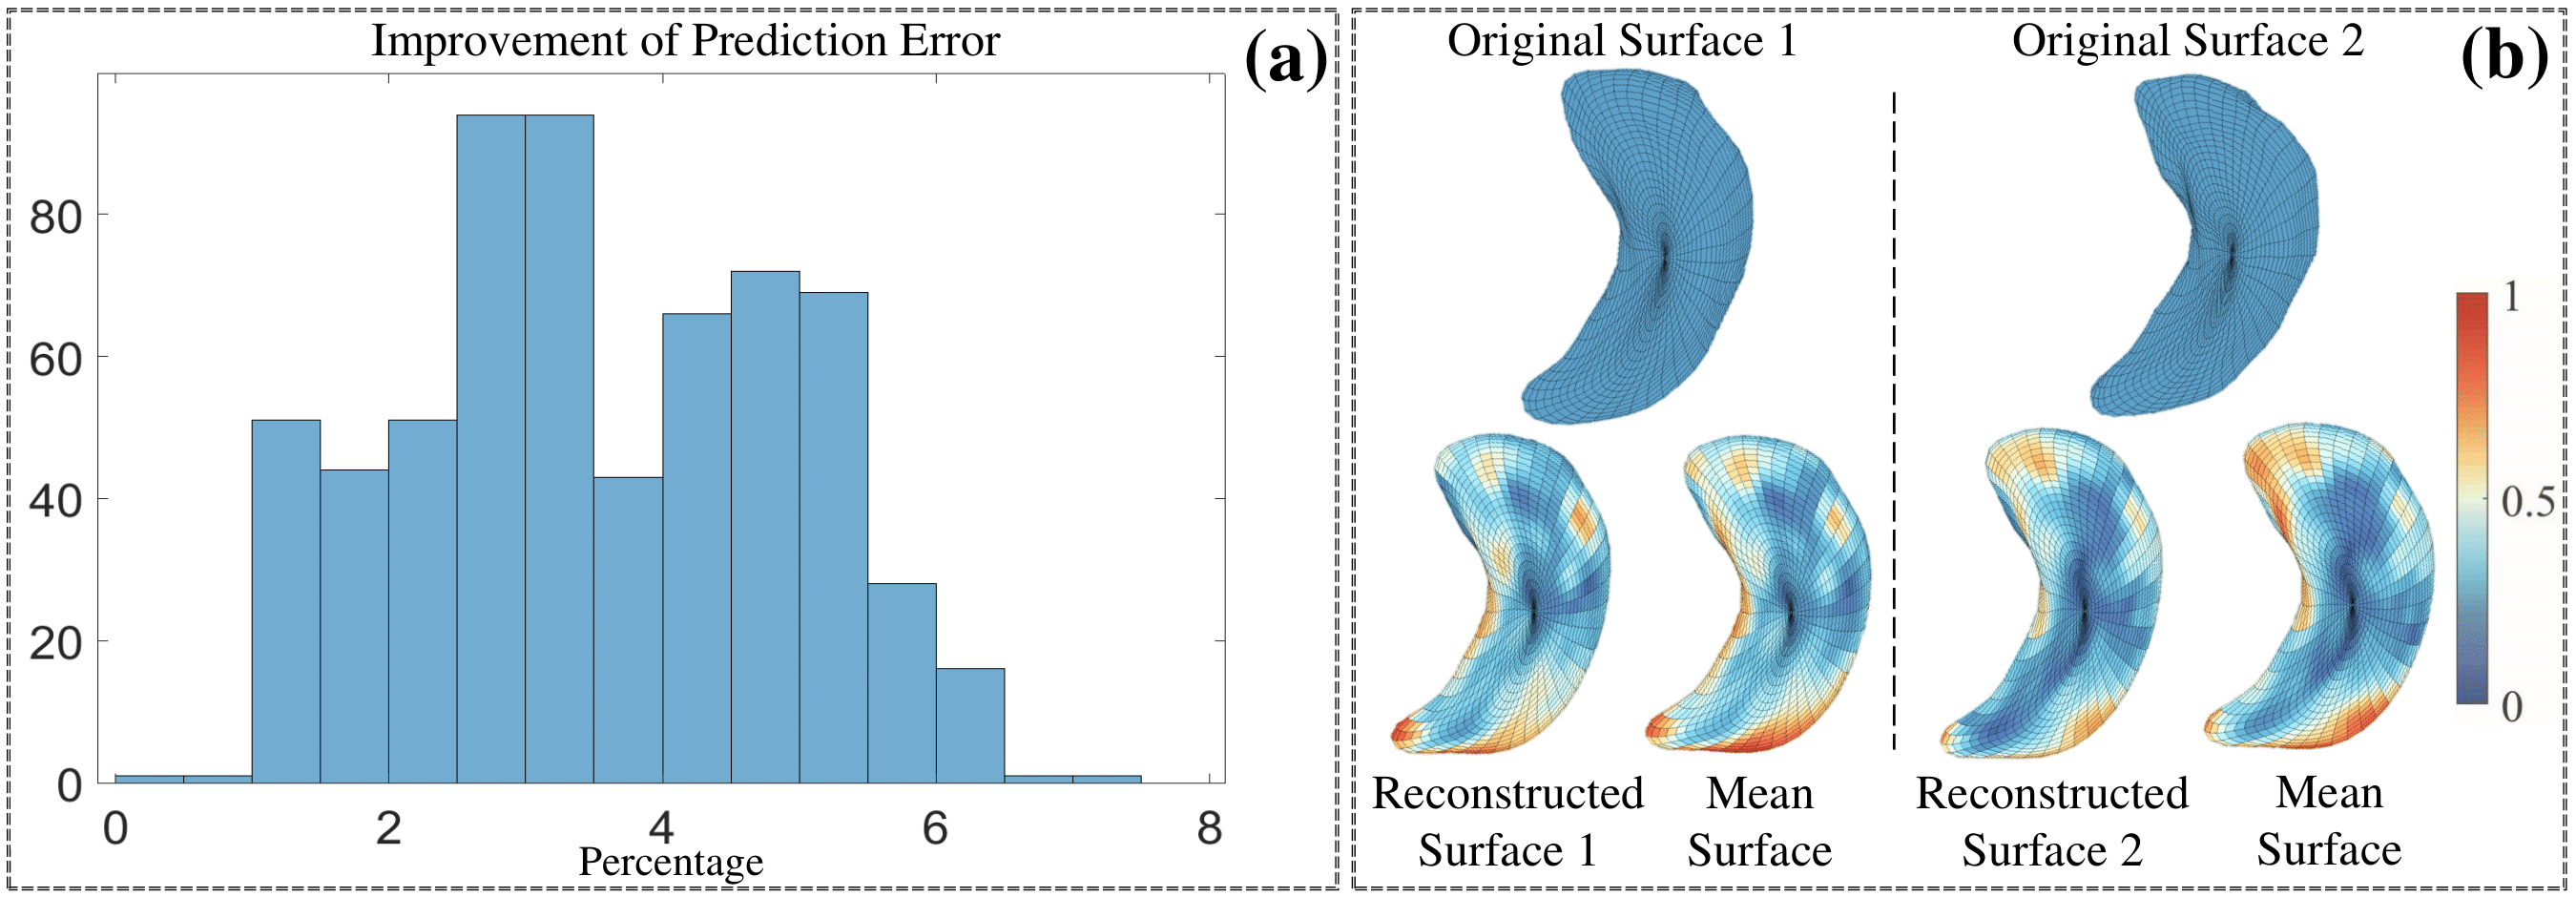 Improvement of Prediction Error
(a)
80
60
40
20
0
0 2 4 6 8
Percentage
Original Surface 1
Original Surface 2
(b)
1
0.5
0
Reconstructed
Surface 1
Mean
Surface
Reconstructed
Surface 2
Mean
Surface